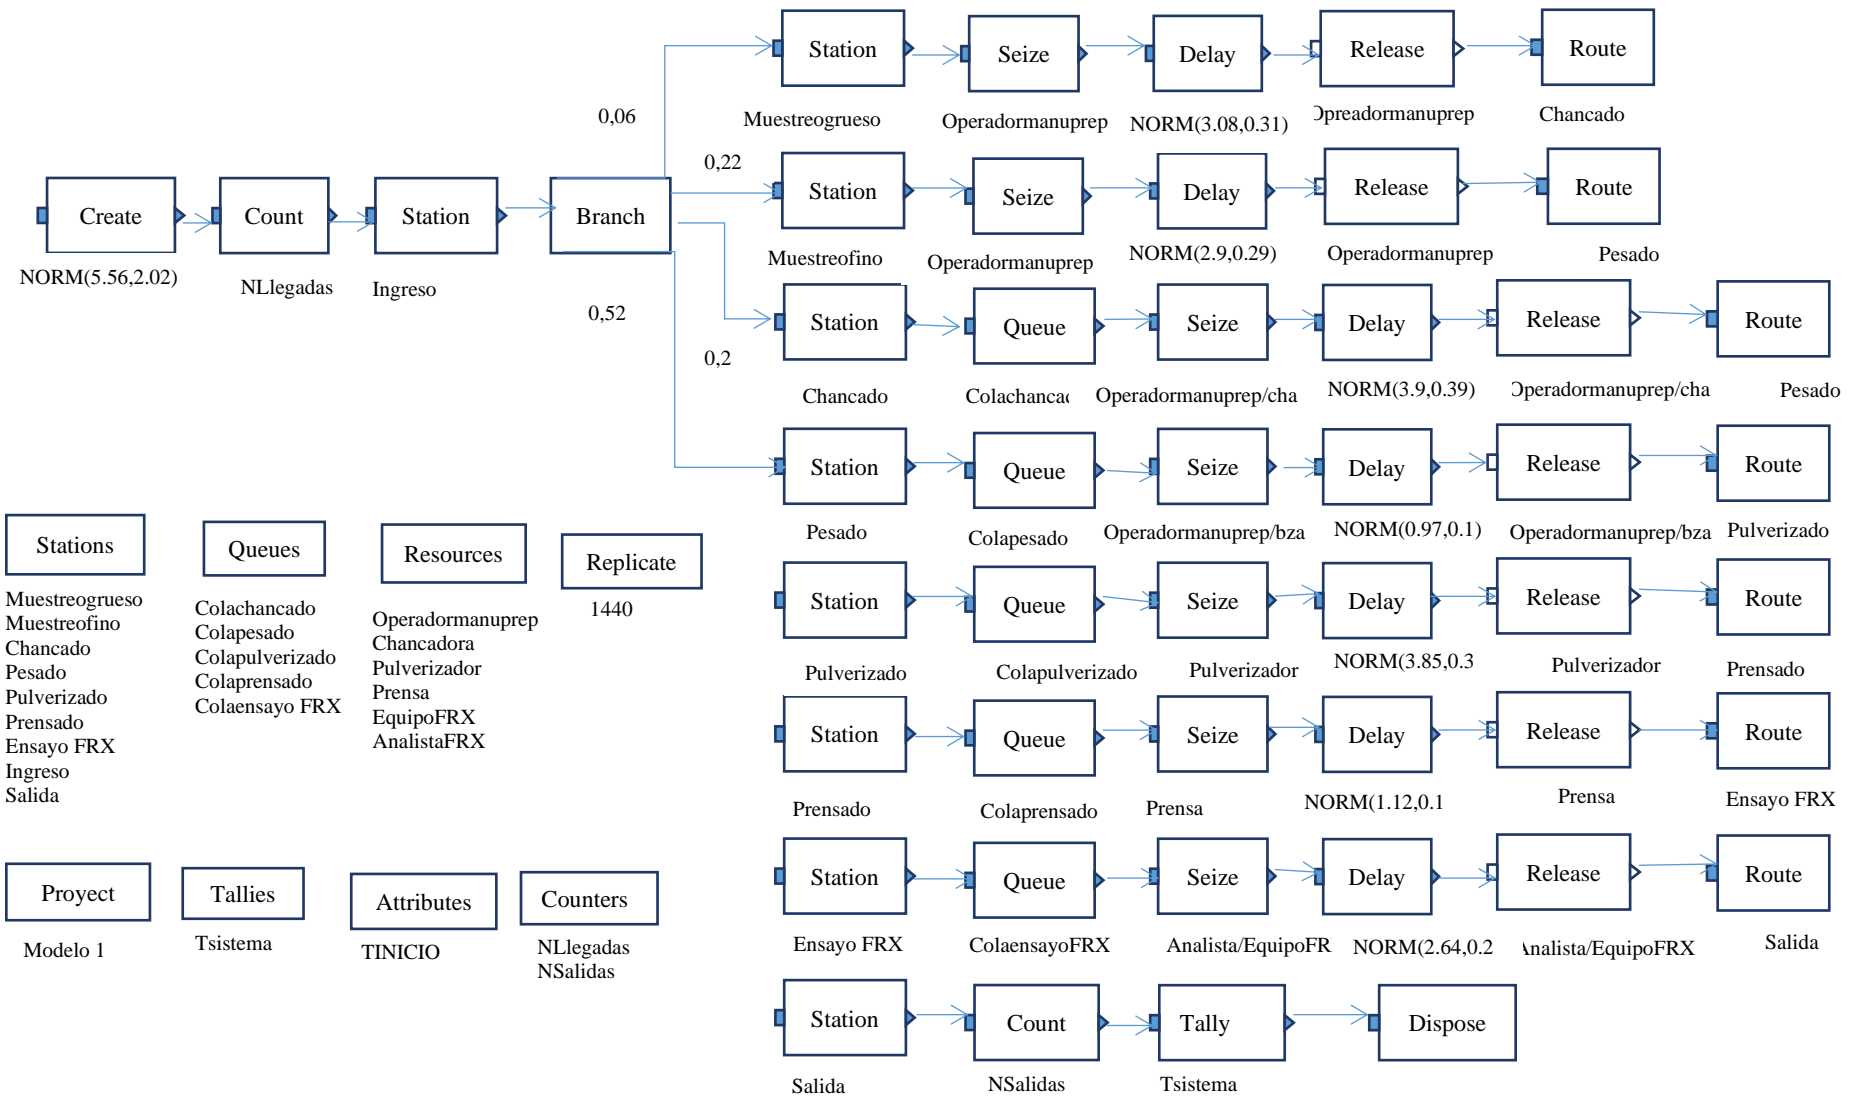 Station Seize Delay Release Route
0,06
Muestreogrueso Operadormanuprep NORM(3.08,0.31) Opreadormanuprep Chancado
0,22
Station Seize Delay Release Route
Create Count Station Branch
Muestreofino Operadormanuprep NORM(2.9,0.29) Operadormanuprep Pesado
NORM(5.56,2.02) NLlegadas Ingreso
0,52
Station Queue Seize Delay Release Route
0,2
Chancado Colachancac Operadormanuprep/cha NORM(3.9,0.39) Operadormanuprep/cha Pesado
Station Queue Seize Delay Release Route
Pesado Colapesado Operadormanuprep/bza NORM(0.97,0.1) Operadormanuprep/bza Pulverizado
Stations Queues Resources Replicate
Muestreogrueso
Muestreofino
Chancado
Pesado
Pulverizado
Prensado
Ensayo FRX
Ingreso
Salida
Colachancado
Colapesado
Colapulverizado
Colaprensado
Colaensayo FRX
Operadormanuprep
Chancadora
Pulverizador
Prensa
EquipoFRX
AnalistaFRX
1440
Station Queue Seize Delay Release Route
Pulverizado Colapulverizado Pulverizador NORM(3.85,0.3 Pulverizador Prensado
Station Queue Seize Delay Release Route
Prensado Colaprensado Prensa NORM(1.12,0.1 Prensa Ensayo FRX
Station Queue Seize Delay Release Route
Ensayo FRX ColaensayoFRX Analista/EquipoFR NORM(2.64,0.2 Analista/EquipoFRX Salida
Proyect Tallies Attributes Counters
Modelo 1 Tsistema TINICIO NLlegadas
NSalidas
Station Count Tally Dispose
Salida NSalidas Tsistema